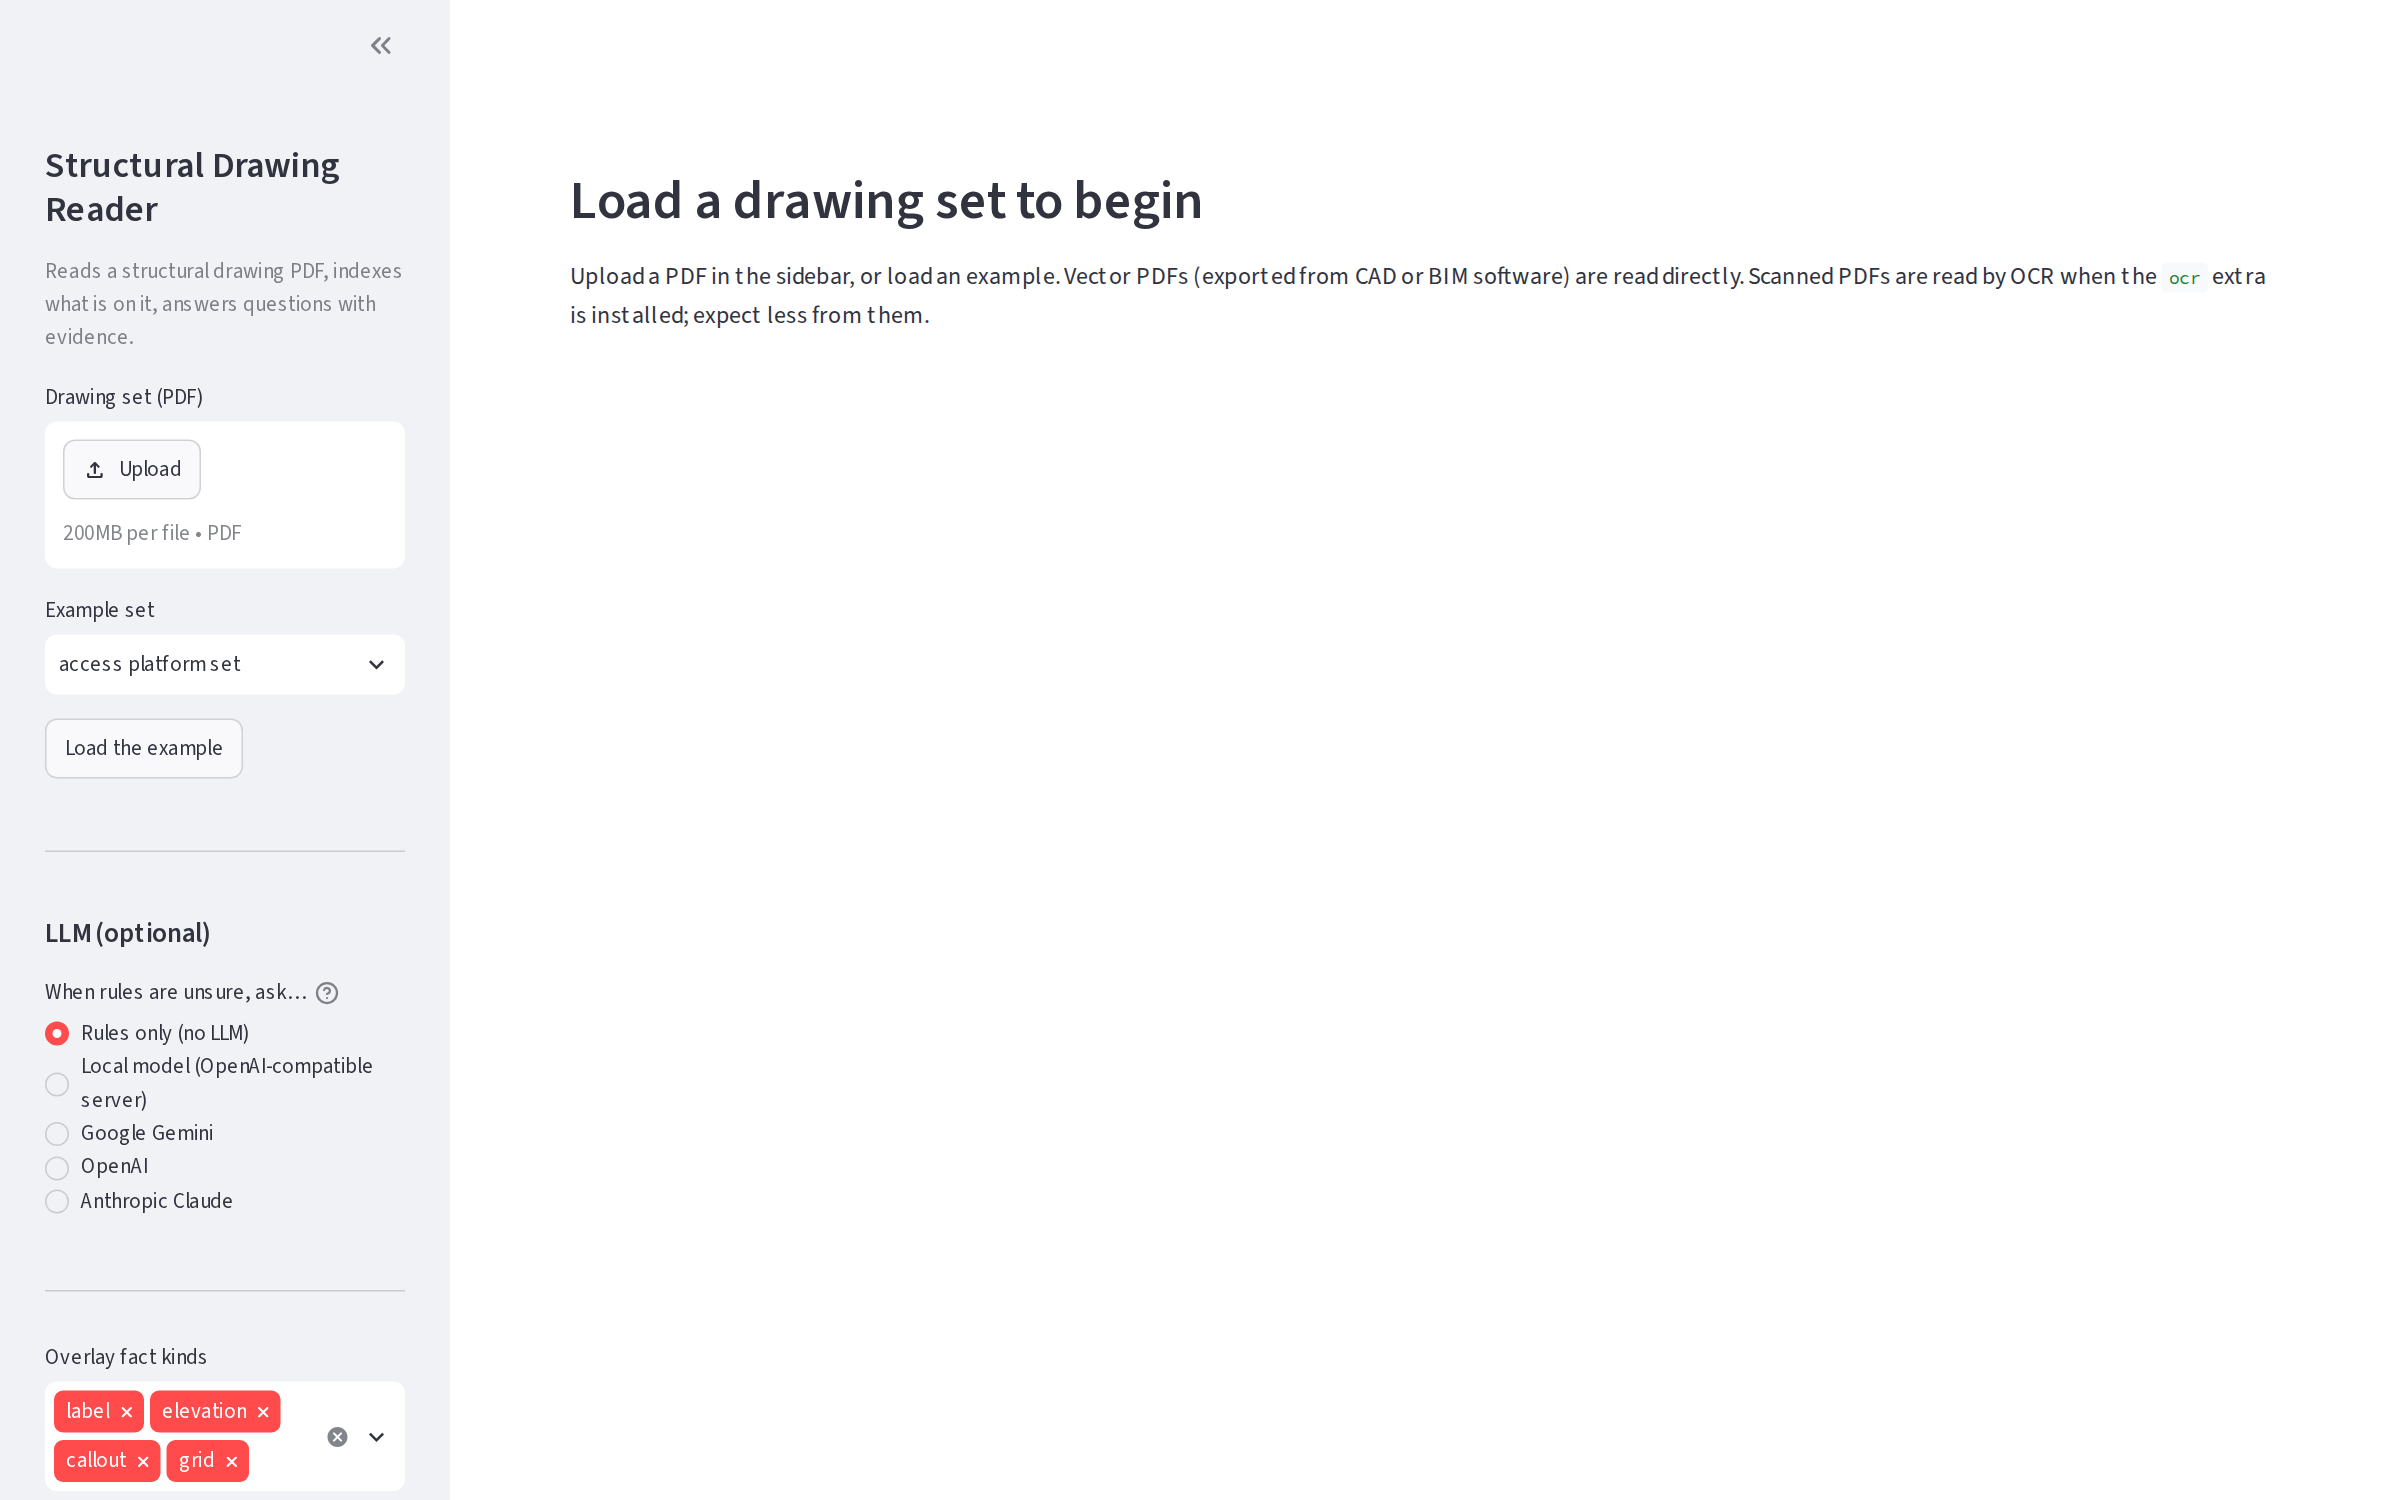 Structural Drawing
Reader
Reads a structural drawing PDF, indexes
what is on it, answers questions with
evidence.
Drawing set (PDF)
Upload
200MB per file • PDF
Example set
access platform set
Load the example
LLM (optional)
When rules are unsure, ask...
Rules only (no LLM)
Local model (OpenAI-compatible
server)
Google Gemini
OpenAI
Anthropic Claude
Overlay fact kinds
label
elevation
callout
grid
Load a drawing set to begin
Upload a PDF in the sidebar, or load an example. Vector PDFs (exported from CAD or BIM software) are read directly. Scanned PDFs are read by OCR when the ocr extra
is installed; expect less from them.